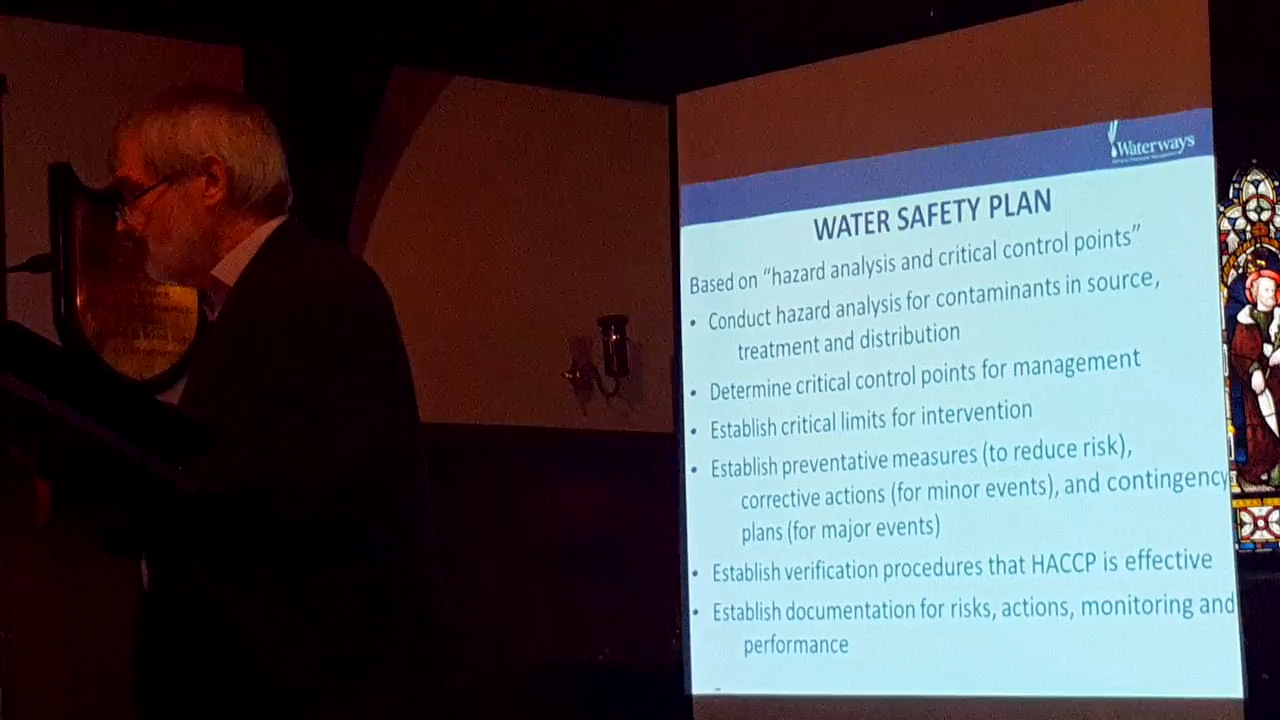 Waterways
WATER SAFETY PLAN
Based on “hazard analysis and critical control points”
• Conduct hazard analysis for contaminants in source,
treatment and distribution
• Determine critical control points for management
• Establish critical limits for intervention
• Establish preventative measures (to reduce risk),
corrective actions (for minor events), and contingency
plans (for major events)
• Establish verification procedures that HACCP is effective
• Establish documentation for risks, actions, monitoring and
performance